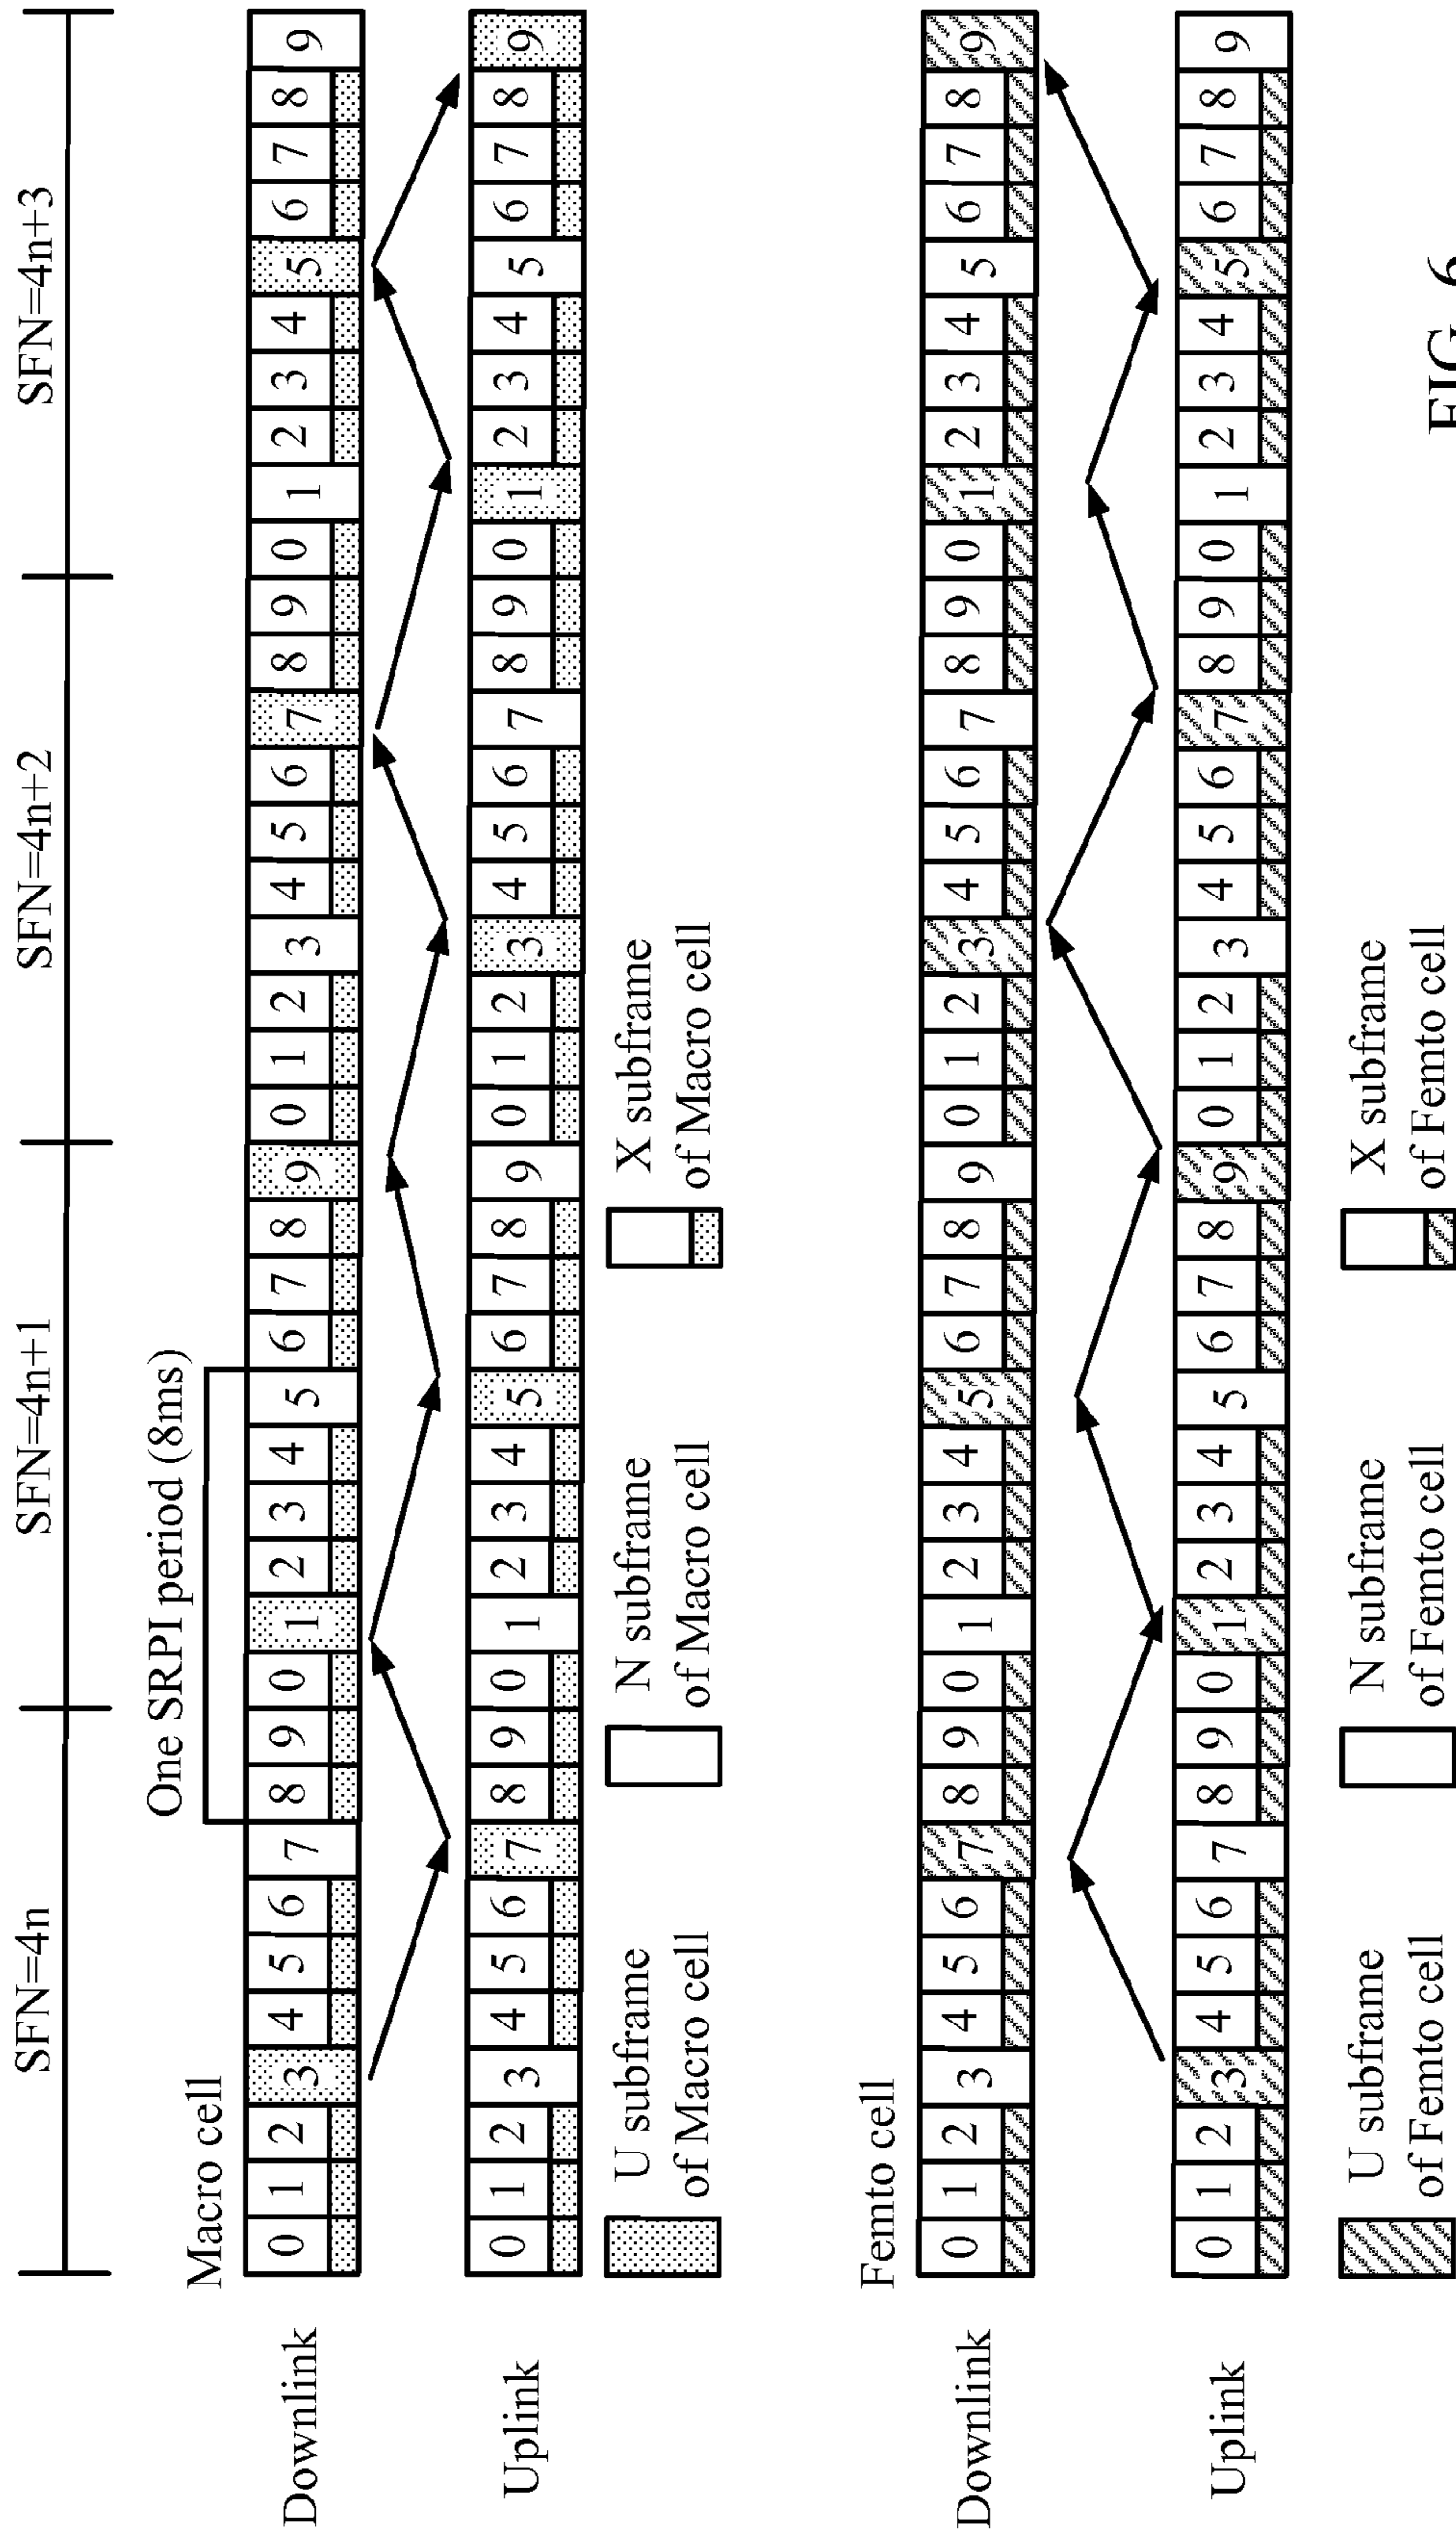 SFN=4n SFN=4n+1 SFN=4n+2 SFN=4n+3
One SRPI period (8ms)
Macro cell
Downlink 0 1 2 3 4 5 6 7 8 9 0 1 2 3 4 5 6 7 8 9 0 1 2 3 4 5 6 7 8 9 0 1 2 3 4 5 6 7 8 9
Uplink 0 1 2 3 4 5 6 7 8 9 0 1 2 3 4 5 6 7 8 9 0 1 2 3 4 5 6 7 8 9 0 1 2 3 4 5 6 7 8 9
U subframe N subframe X subframe
of Macro cell of Macro cell of Macro cell
Femto cell
Downlink 0 1 2 3 4 5 6 7 8 9 0 1 2 3 4 5 6 7 8 9 0 1 2 3 4 5 6 7 8 9 0 1 2 3 4 5 6 7 8 9
Uplink 0 1 2 3 4 5 6 7 8 9 0 1 2 3 4 5 6 7 8 9 0 1 2 3 4 5 6 7 8 9 0 1 2 3 4 5 6 7 8 9
U subframe N subframe X subframe
of Femto cell of Femto cell of Femto cell
FIG. 6